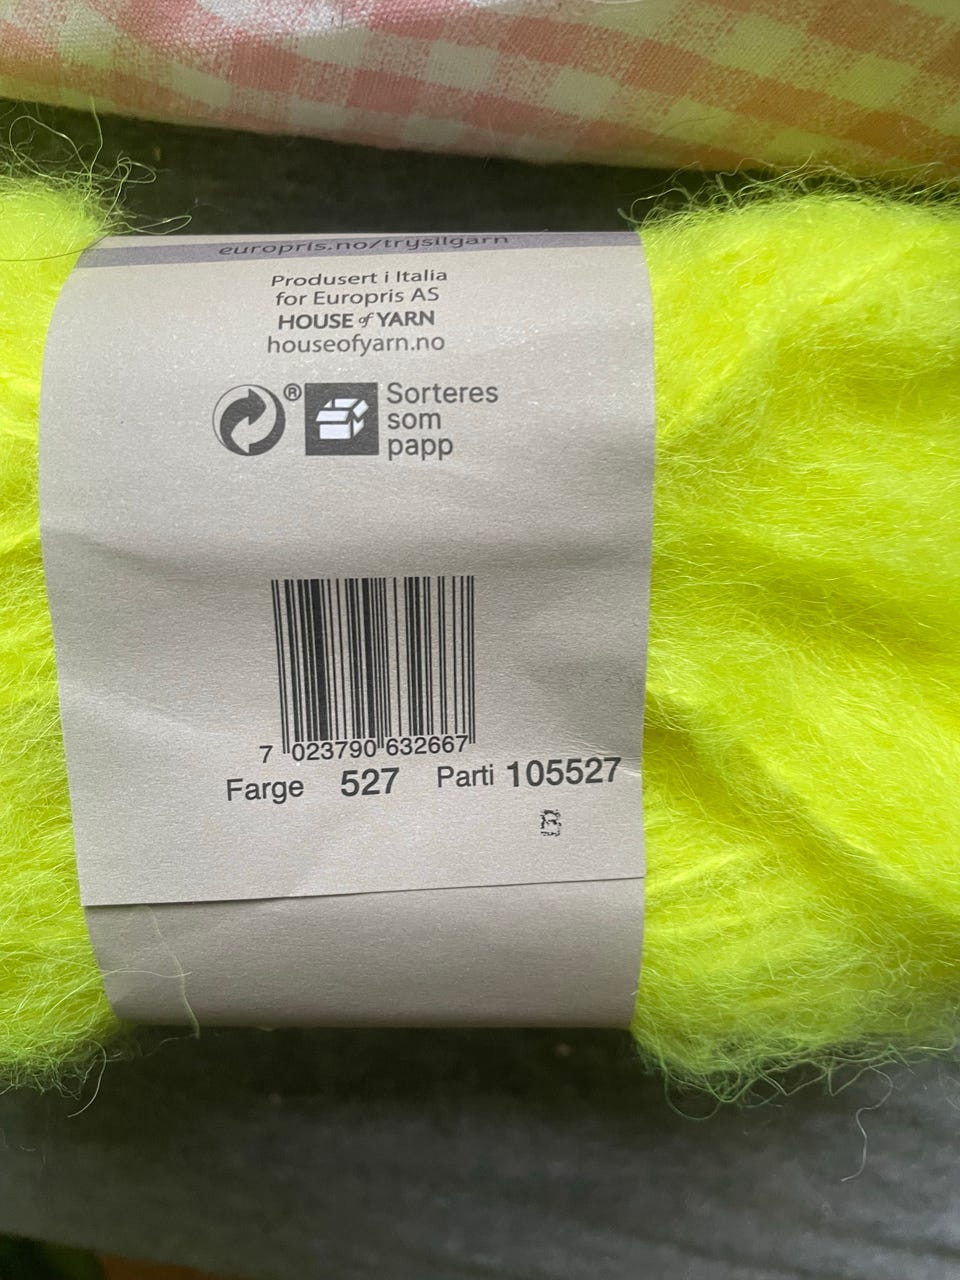 europris.no/trysilgarn
Produsert i Italia
for Europris AS
HOUSE of YARN
houseofyarn.no
®
Sorteres
som
papp
7 023790 632667
Farge 527 Parti 105527
B